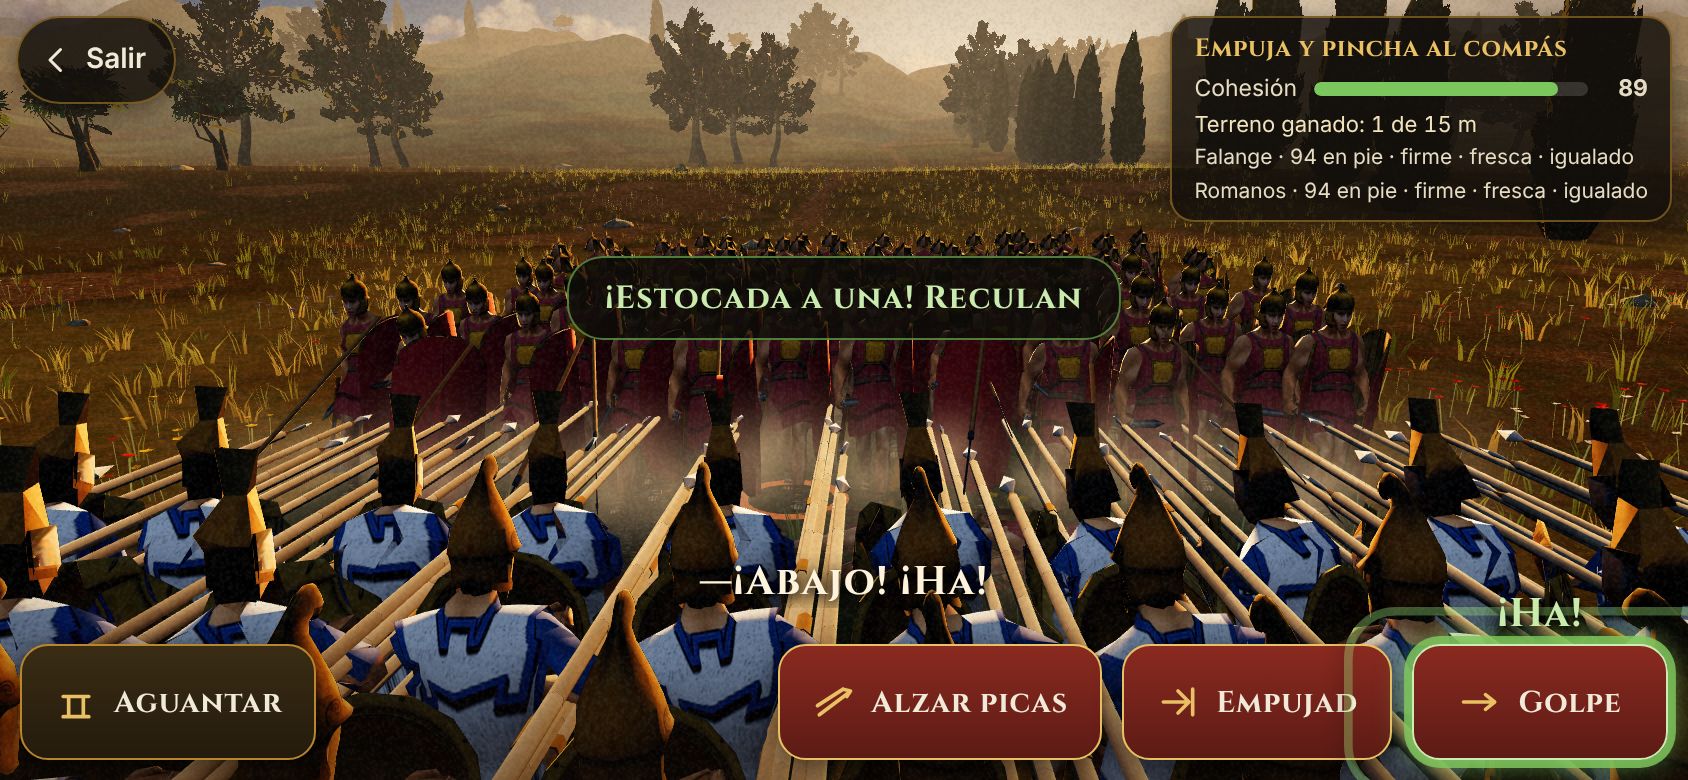 Salir
Empuja y pincha al compás
Cohesión 89
Terreno ganado: 1 de 15 m
Falange · 94 en pie · firme · fresca · igualado
Romanos · 94 en pie · firme · fresca · igualado
¡Estocada a una! Reculan
—¡Abajo! ¡Ha!
¡Ha!
Aguantar
Alzar picas
Empujad
Golpe